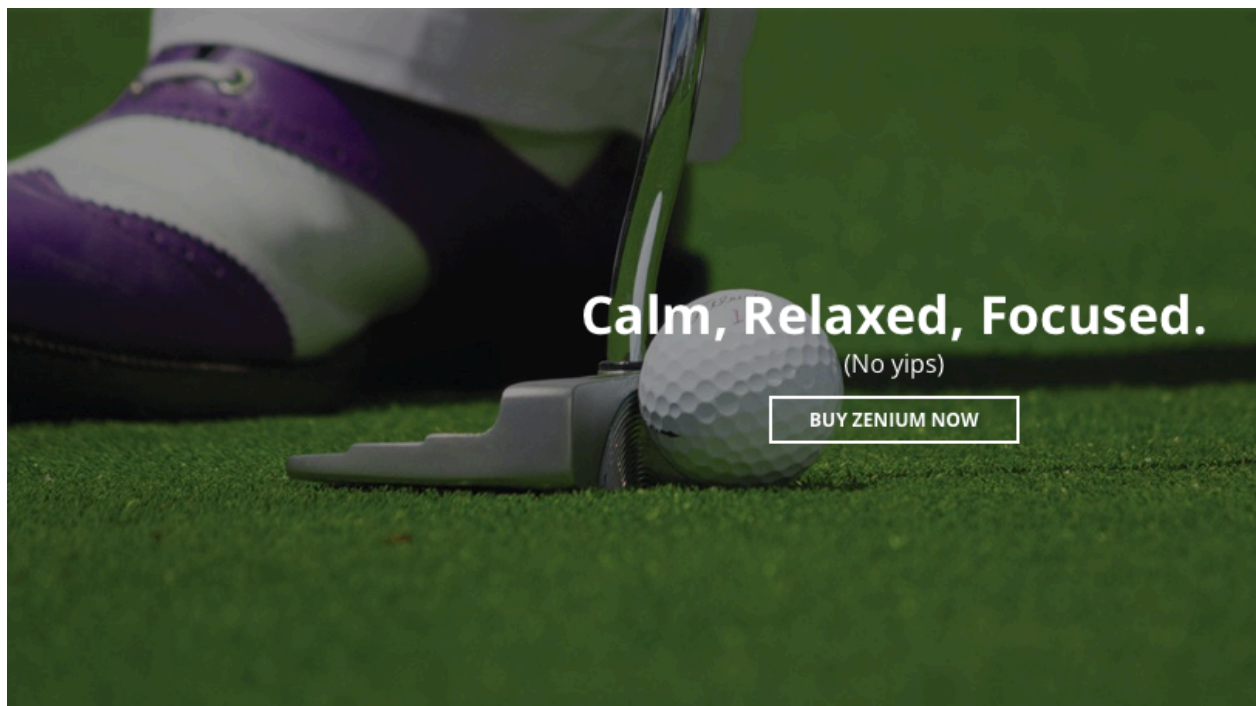 Calm, Relaxed, Focused.
(No yips)
BUY ZENIUM NOW